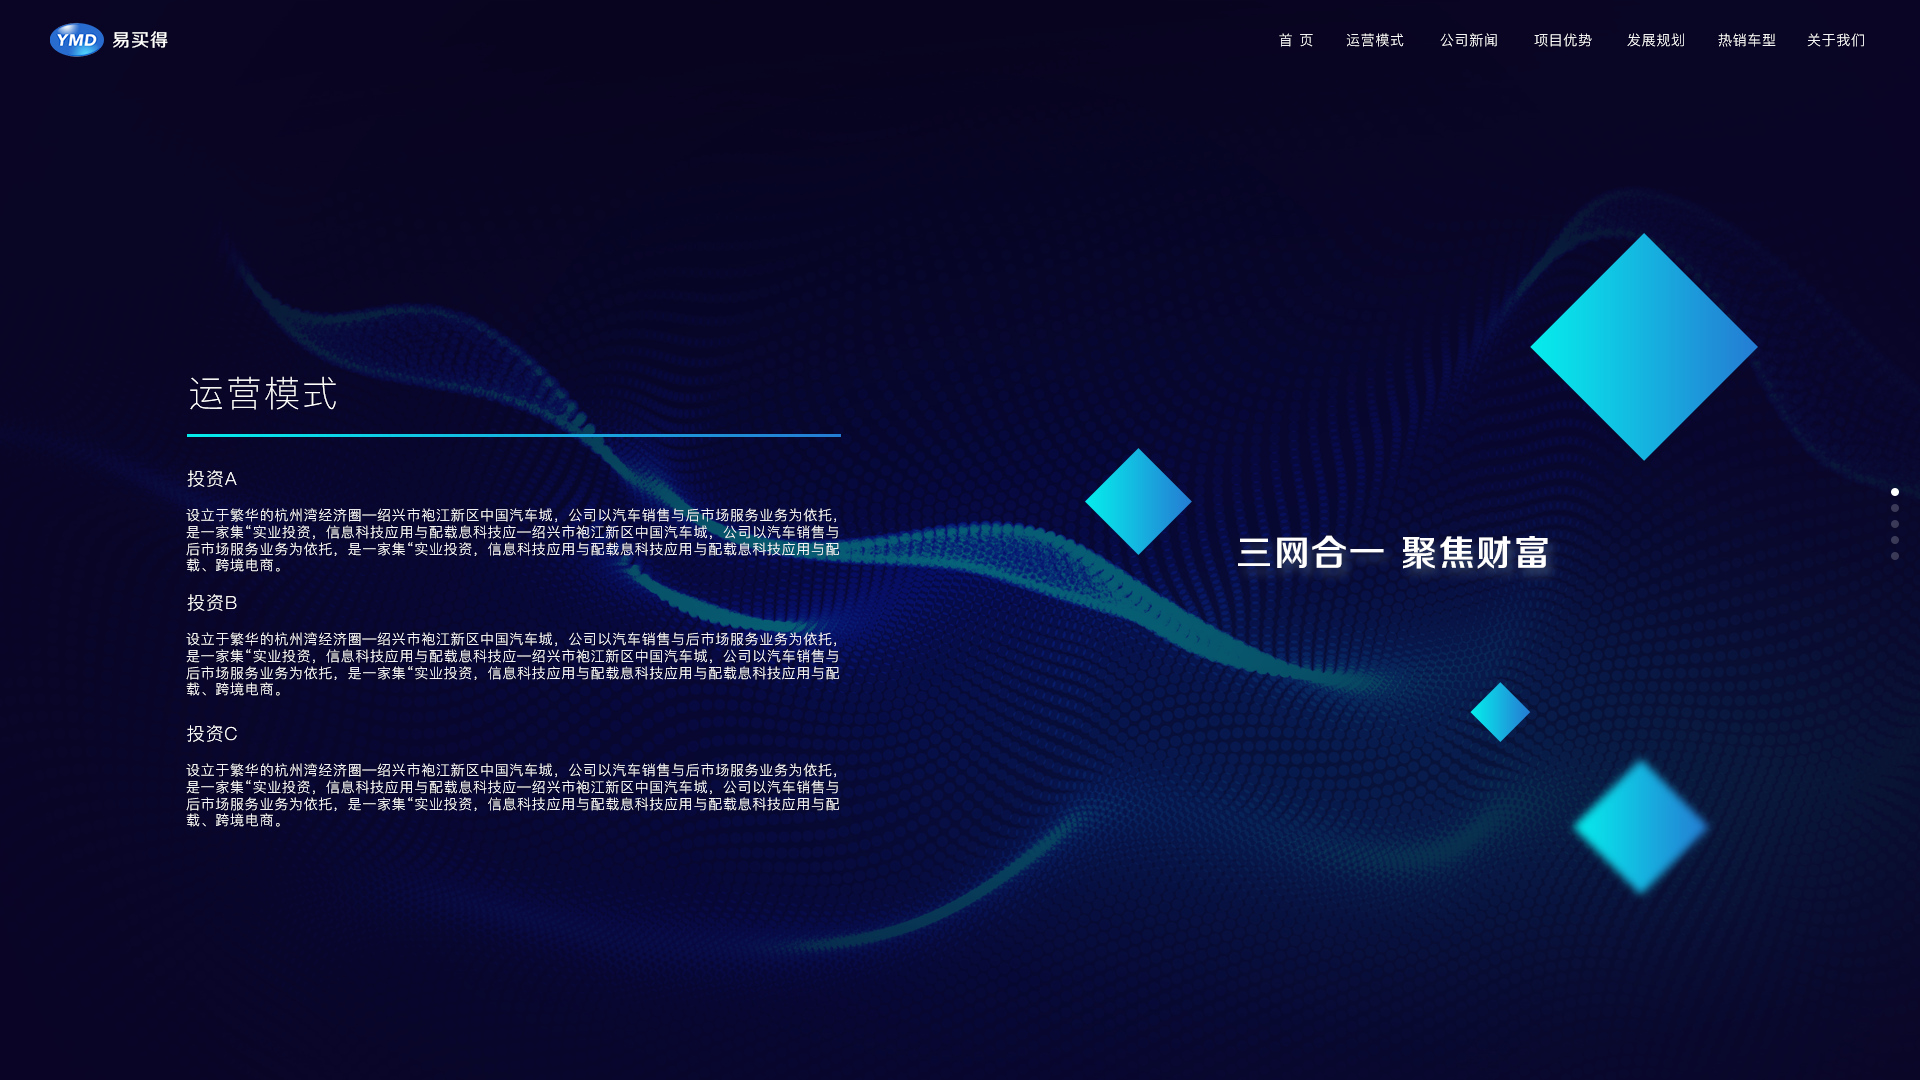 YMD 易买得
首 页 运营模式 公司新闻 项目优势 发展规划 热销车型 关于我们
运营模式
投资A
设立于繁华的杭州湾经济圈—绍兴市袍江新区中国汽车城，公司以汽车销售与后市场服务业务为依托，
是一家集“实业投资，信息科技应用与配载息科技应—绍兴市袍江新区中国汽车城，公司以汽车销售与
后市场服务业务为依托，是一家集“实业投资，信息科技应用与配载息科技应用与配载息科技应用与配
载、跨境电商。
投资B
设立于繁华的杭州湾经济圈—绍兴市袍江新区中国汽车城，公司以汽车销售与后市场服务业务为依托，
是一家集“实业投资，信息科技应用与配载息科技应—绍兴市袍江新区中国汽车城，公司以汽车销售与
后市场服务业务为依托，是一家集“实业投资，信息科技应用与配载息科技应用与配载息科技应用与配
载、跨境电商。
投资C
设立于繁华的杭州湾经济圈—绍兴市袍江新区中国汽车城，公司以汽车销售与后市场服务业务为依托，
是一家集“实业投资，信息科技应用与配载息科技应—绍兴市袍江新区中国汽车城，公司以汽车销售与
后市场服务业务为依托，是一家集“实业投资，信息科技应用与配载息科技应用与配载息科技应用与配
载、跨境电商。
三网合一 聚焦财富